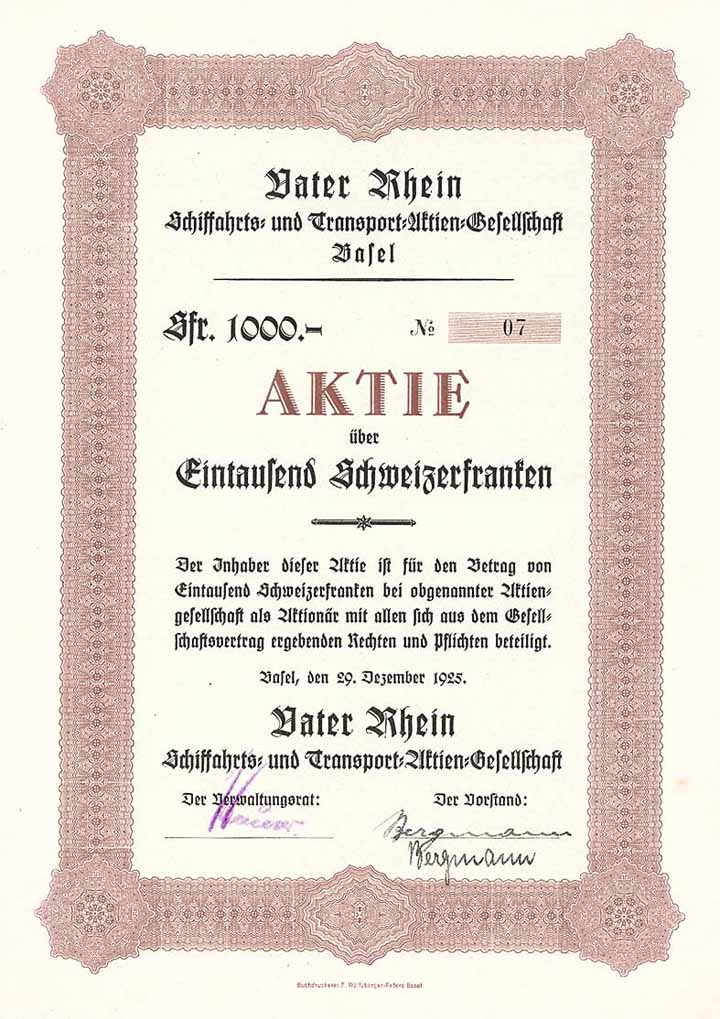 Vater Rhein
Schiffahrts- und Transport-Aktien-Gesellschaft
Basel
Sfr. 1000.—
No 07
AKTIE
über
Eintausend Schweizerfranken
Der Inhaber dieser Aktie ist für den Betrag von
Eintausend Schweizerfranken bei obgenannter Aktien-
gesellschaft als Aktionär mit allen sich aus dem Gesell-
schaftsvertrag ergebenden Rechten und Pflichten beteiligt.
Basel, den 29. Dezember 1925.
Vater Rhein
Schiffahrts- und Transport-Aktien-Gesellschaft
Der Verwaltungsrat: Der Vorstand:
Bergmann
Bergmann
Buchdruckerei Basel